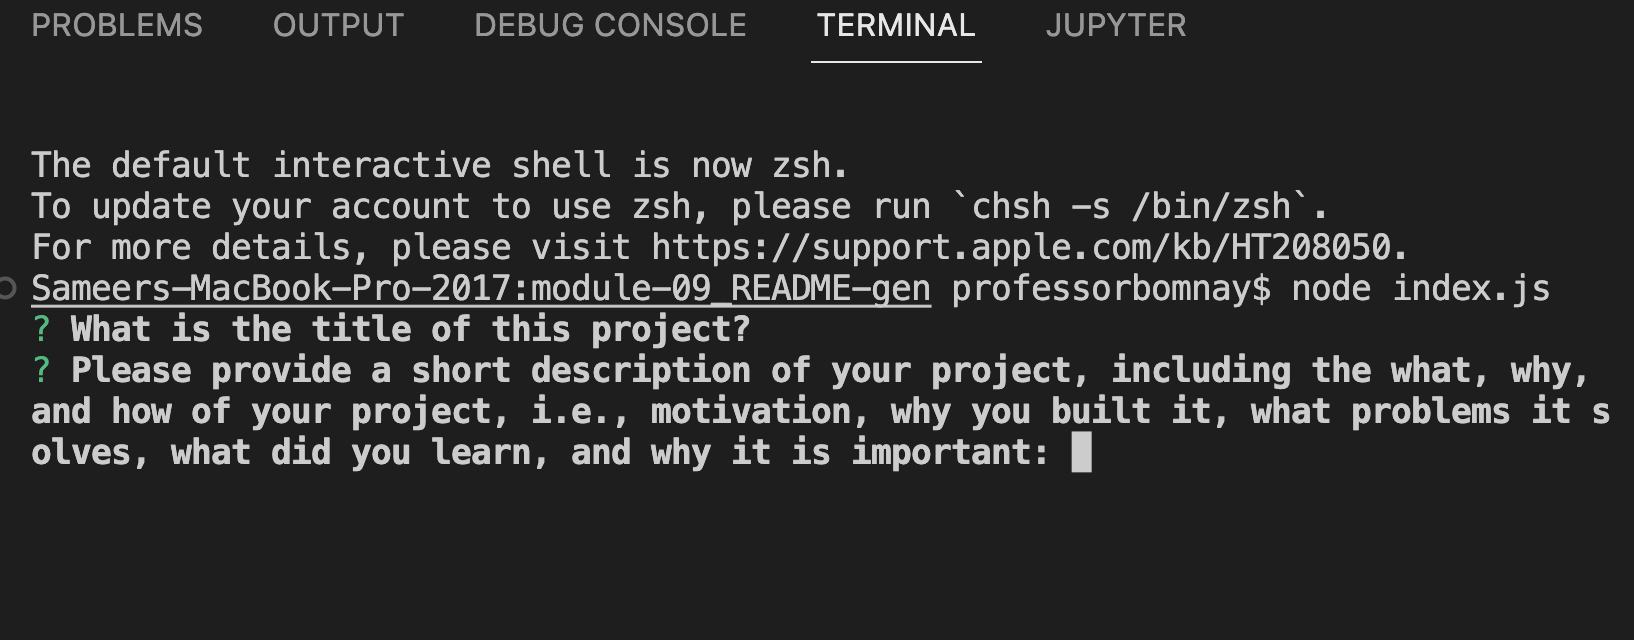 PROBLEMS OUTPUT DEBUG CONSOLE TERMINAL JUPYTER
The default interactive shell is now zsh.
To update your account to use zsh, please run `chsh -s /bin/zsh`.
For more details, please visit https://support.apple.com/kb/HT208050.
Sameers-MacBook-Pro-2017:module-09_README-gen professorbomnay$ node index.js
? What is the title of this project?
? Please provide a short description of your project, including the what, why,
and how of your project, i.e., motivation, why you built it, what problems it s
olves, what did you learn, and why it is important: